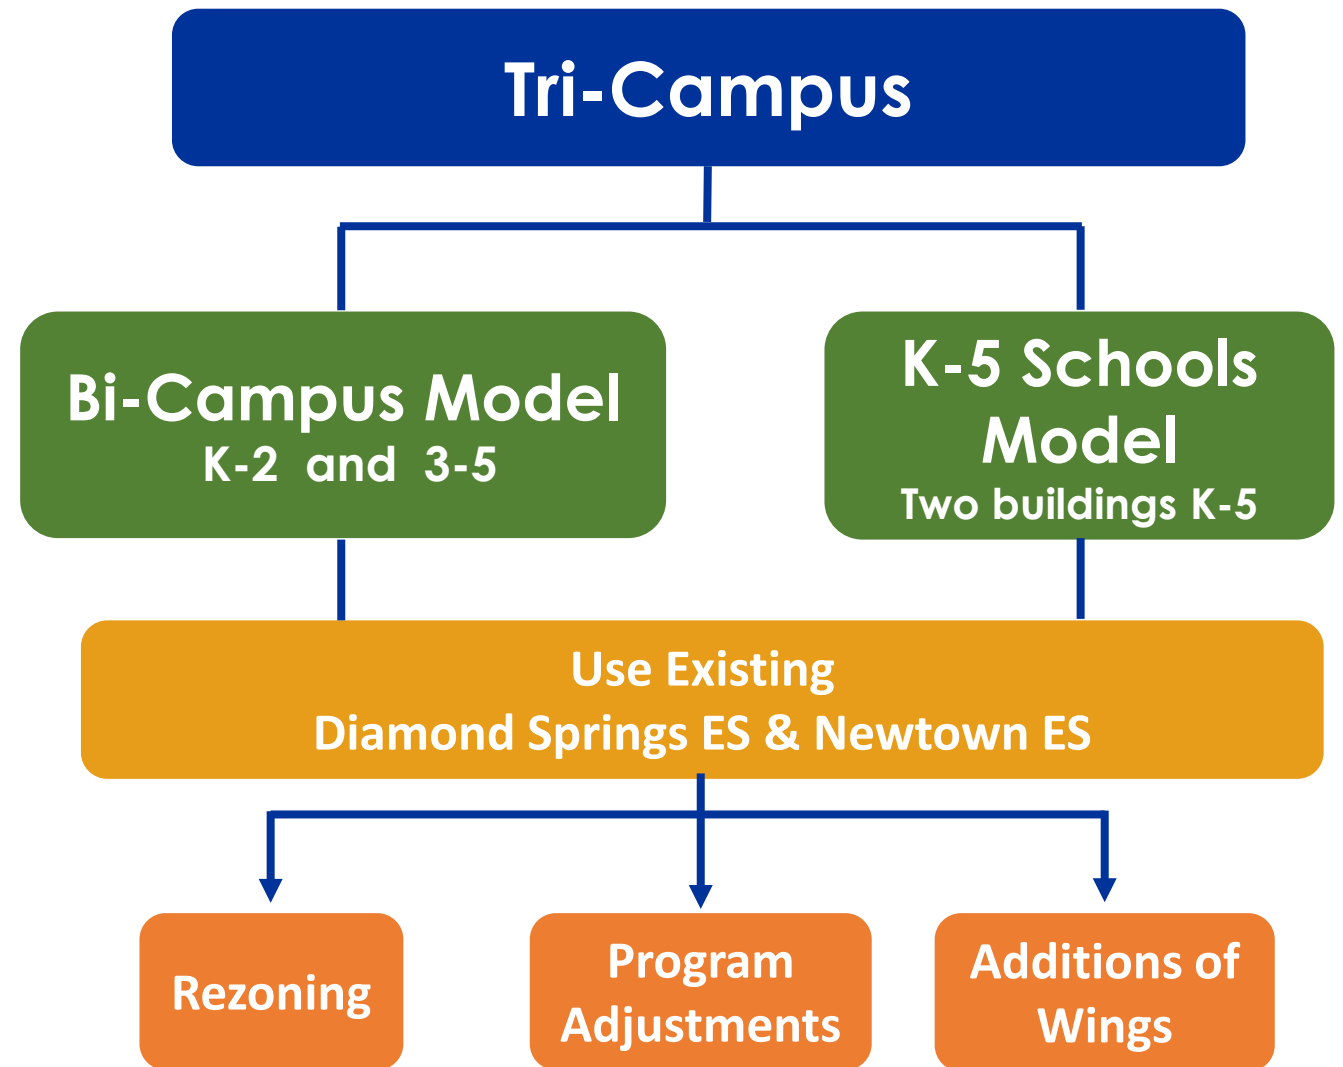 Tri-Campus
Bi-Campus Model
K-2 and 3-5
K-5 Schools
Model
Two buildings K-5
Use Existing
Diamond Springs ES & Newtown ES
Rezoning
Program
Adjustments
Additions of
Wings